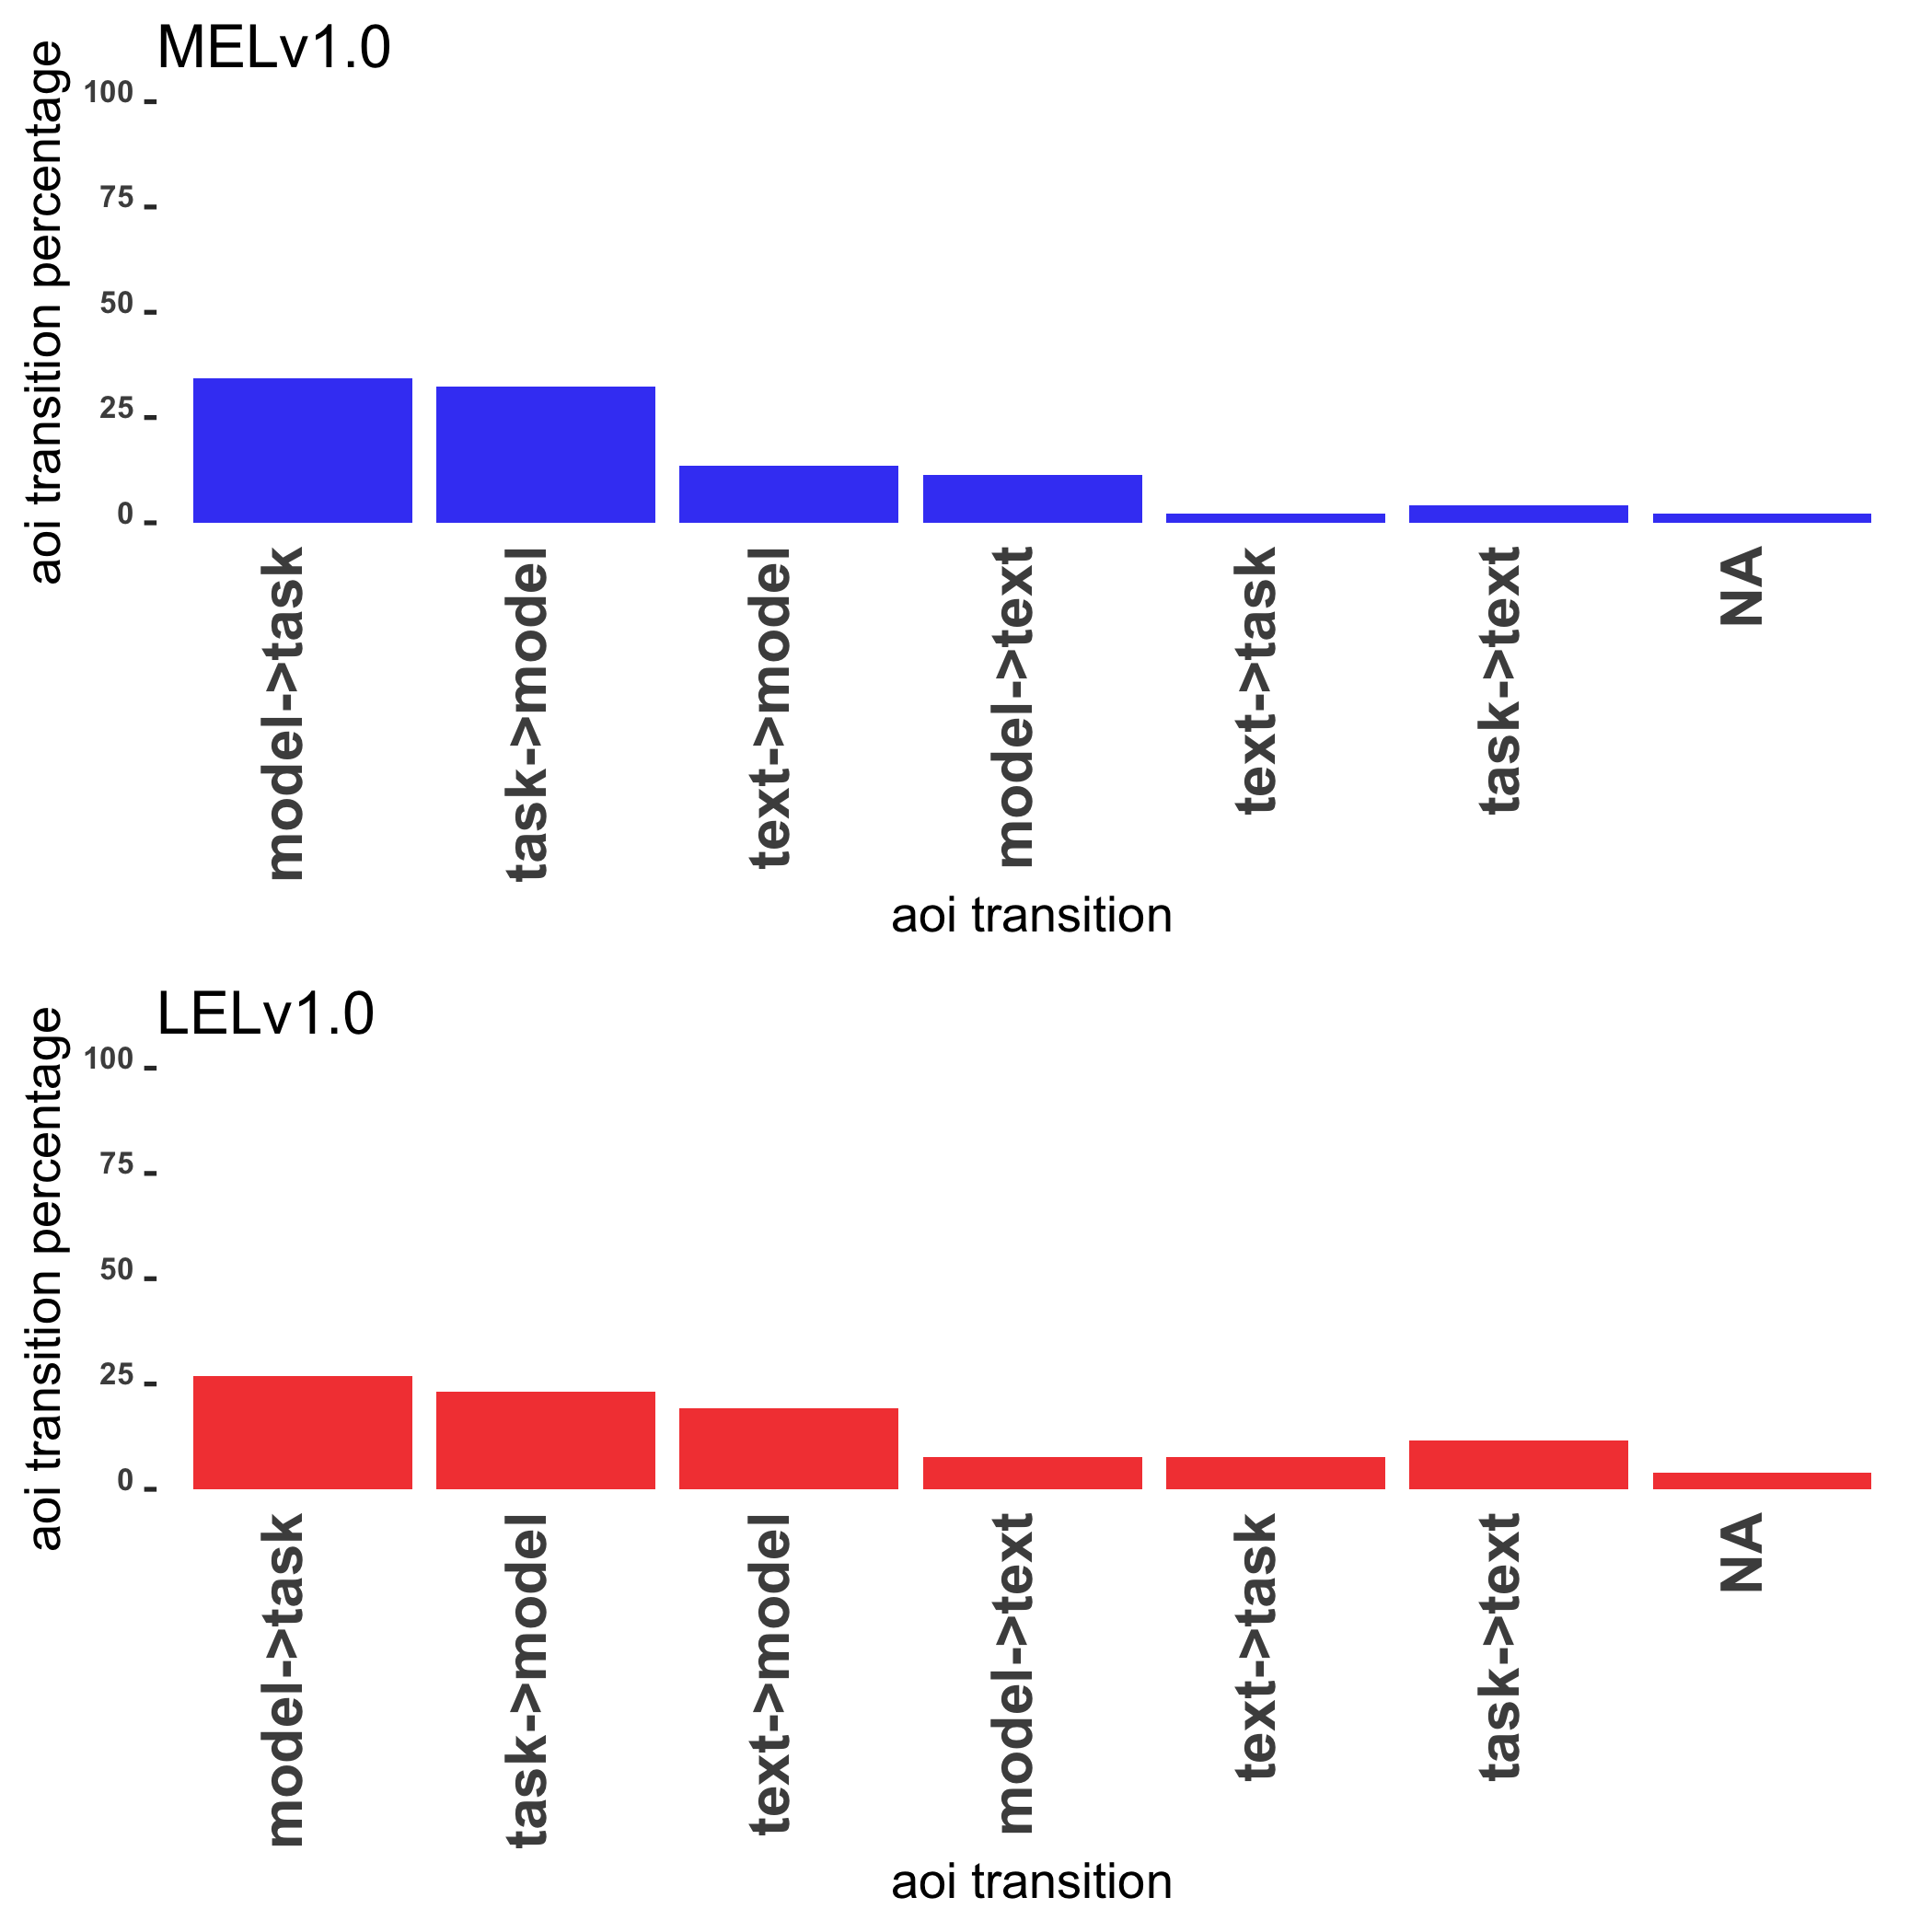 MELv1.0
aoi transition percentage
100
75
50
25
0
model->task
task->model
text->model
model->text
text->task
task->text
NA
aoi transition
LELv1.0
aoi transition percentage
100
75
50
25
0
model->task
task->model
text->model
model->text
text->task
task->text
NA
aoi transition